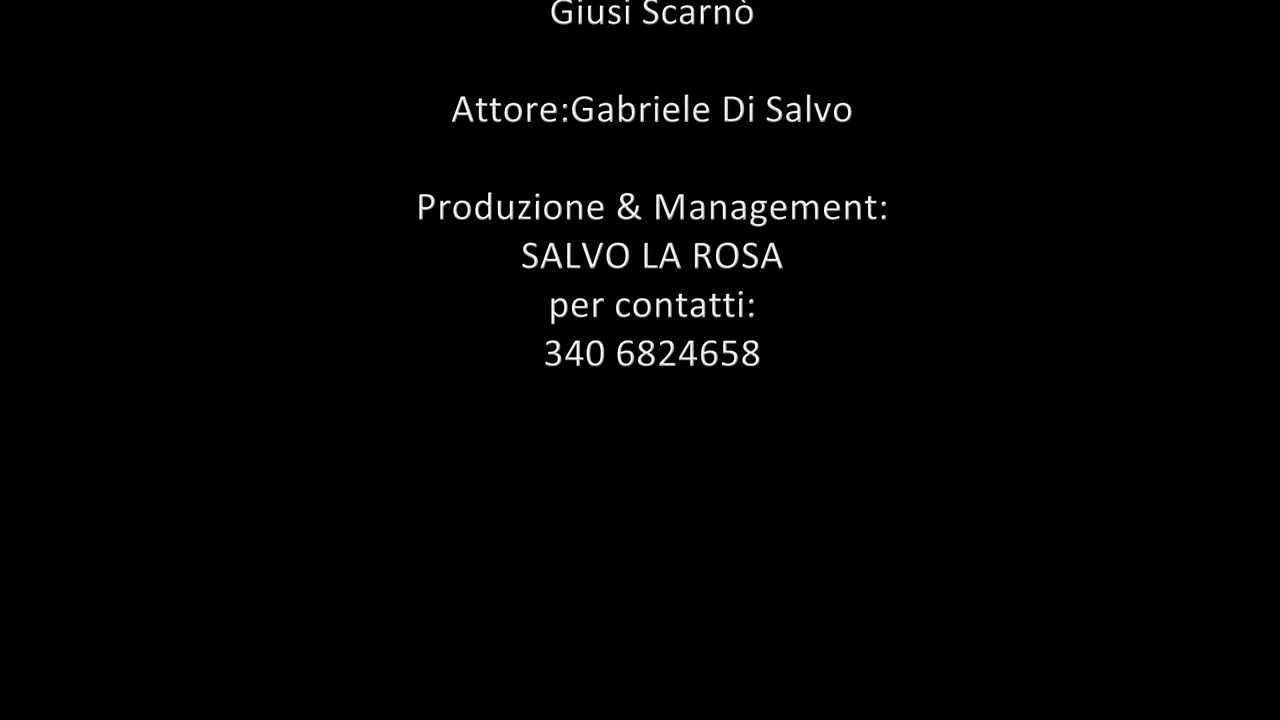 Giusi Scarnò
Attore:Gabriele Di Salvo
Produzione & Management:
SALVO LA ROSA
per contatti:
340 6824658